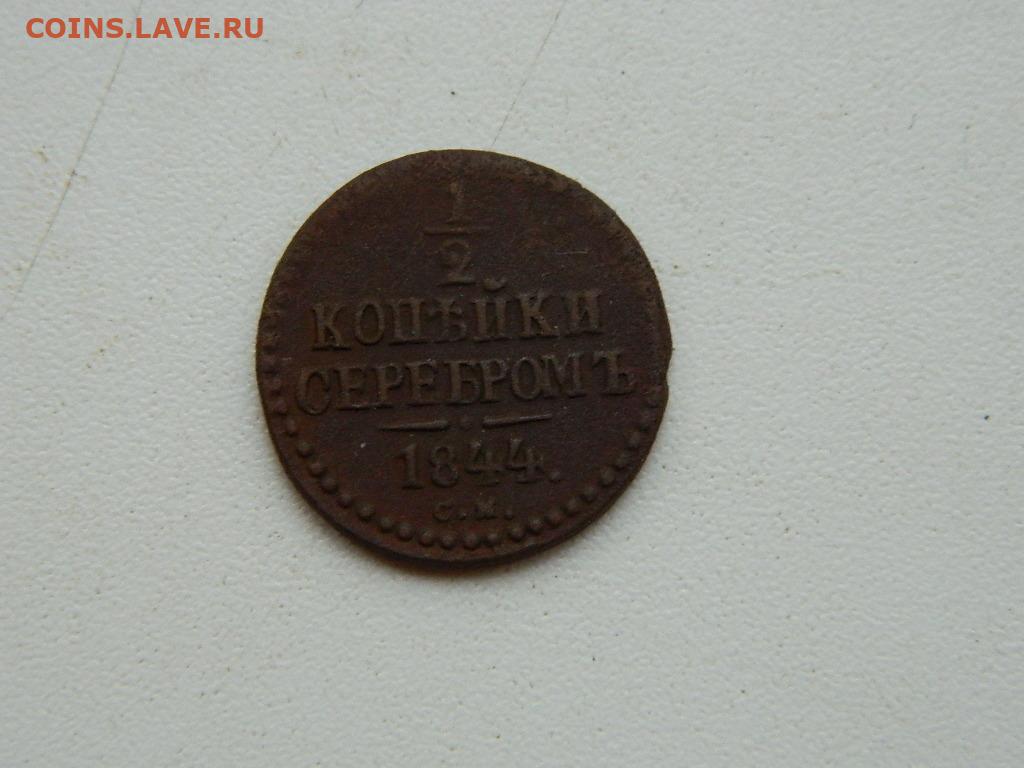 COINS.LAVE.RU
1
2
КОПѢЙКИ
СЕРЕБРОМЪ
1844.
С.М.